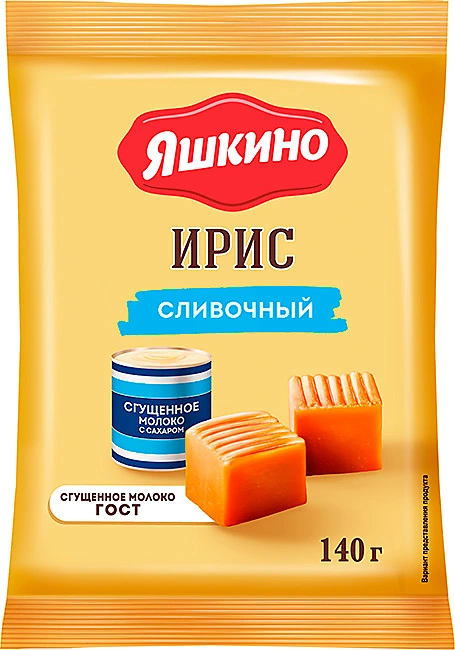 Яшкино
ИРИС
СЛИВОЧНЫЙ
СГУЩЕННОЕ
МОЛОКО
С САХАРОМ
СГУЩЕННОЕ МОЛОКО
ГОСТ
140 г
Вариант представления продукта